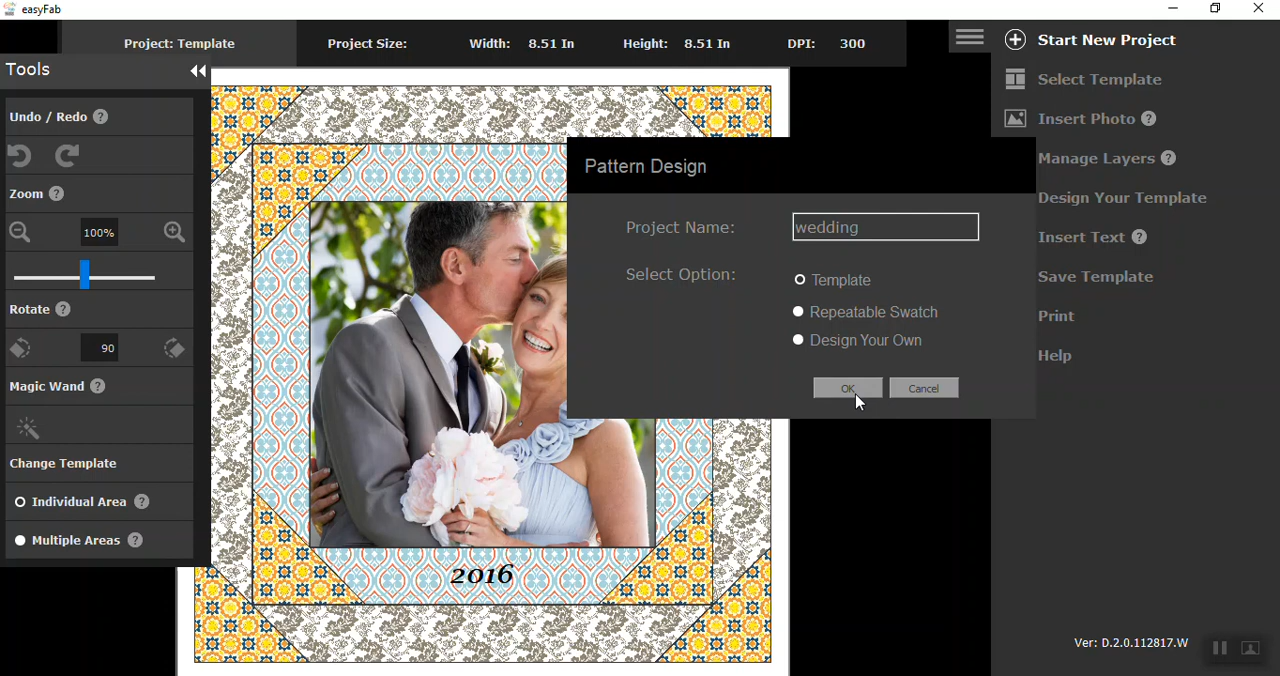 easyFab
Project: Template
Project Size: Width: 8.51 In Height: 8.51 In DPI: 300
Tools
Undo / Redo ?
Zoom ?
100%
Rotate ?
90
Magic Wand ?
Change Template
Individual Area ?
Multiple Areas ?
2016
Pattern Design
Project Name: wedding
Select Option:
Template
Repeatable Swatch
Design Your Own
OK Cancel
Start New Project
Select Template
Insert Photo ?
Manage Layers ?
Design Your Template
Insert Text ?
Save Template
Print
Help
Ver: D.2.0.112817.W